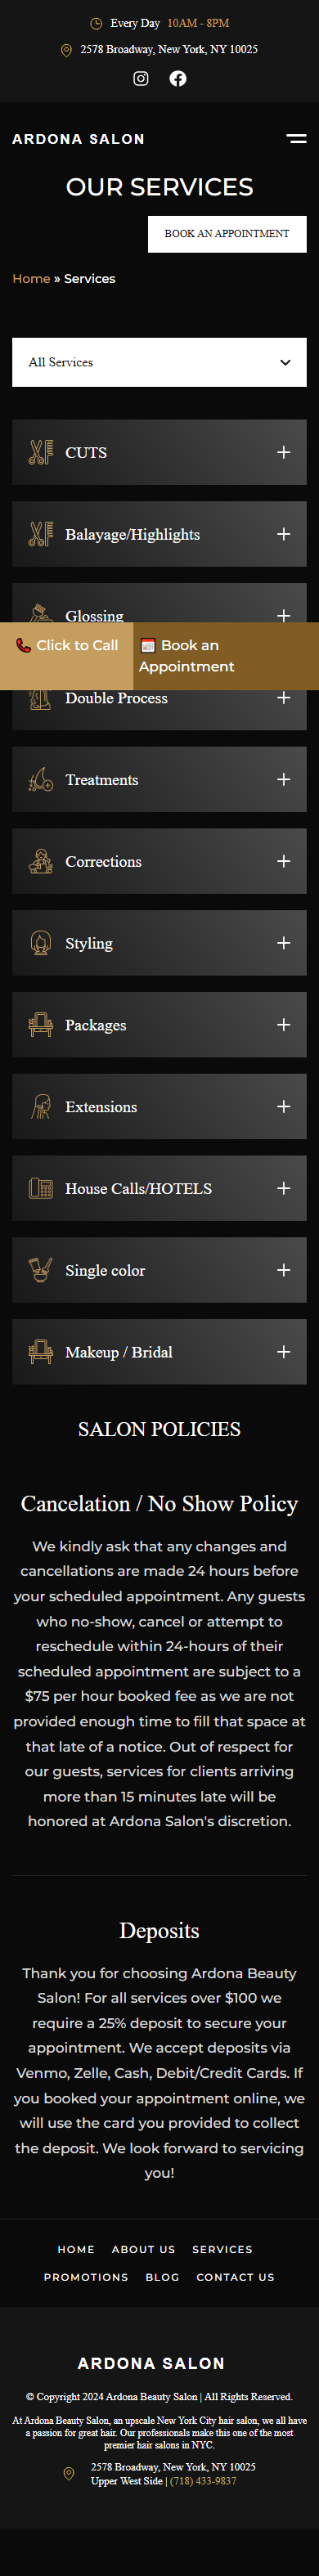 Every Day 10AM - 8PM
2578 Broadway, New York, NY 10025
ARDONA SALON
OUR SERVICES
BOOK AN APPOINTMENT
Home » Services
All Services
CUTS
Balayage/Highlights
Glossing
Click to Call
Book an
Appointment
Double Process
Treatments
Corrections
Styling
Packages
Extensions
House Calls/HOTELS
Single color
Makeup / Bridal
SALON POLICIES
Cancelation / No Show Policy
We kindly ask that any changes and
cancellations are made 24 hours before
your scheduled appointment. Any guests
who no-show, cancel or attempt to
reschedule within 24-hours of their
scheduled appointment are subject to a
$75 per hour booked fee as we are not
provided enough time to fill that space at
that late of a notice. Out of respect for
our guests, services for clients arriving
more than 15 minutes late will be
honored at Ardona Salon's discretion.
Deposits
Thank you for choosing Ardona Beauty
Salon! For all services over $100 we
require a 25% deposit to secure your
appointment. We accept deposits via
Venmo, Zelle, Cash, Debit/Credit Cards. If
you booked your appointment online, we
will use the card you provided to collect
the deposit. We look forward to servicing
you!
HOME ABOUT US SERVICES
PROMOTIONS BLOG CONTACT US
ARDONA SALON
© Copyright 2024 Ardona Beauty Salon | All Rights Reserved.
At Ardona Beauty Salon, an upscale New York City hair salon, we all have
a passion for great hair. Our professionals make this one of the most
premier hair salons in NYC.
2578 Broadway, New York, NY 10025
Upper West Side | (718) 433-9837